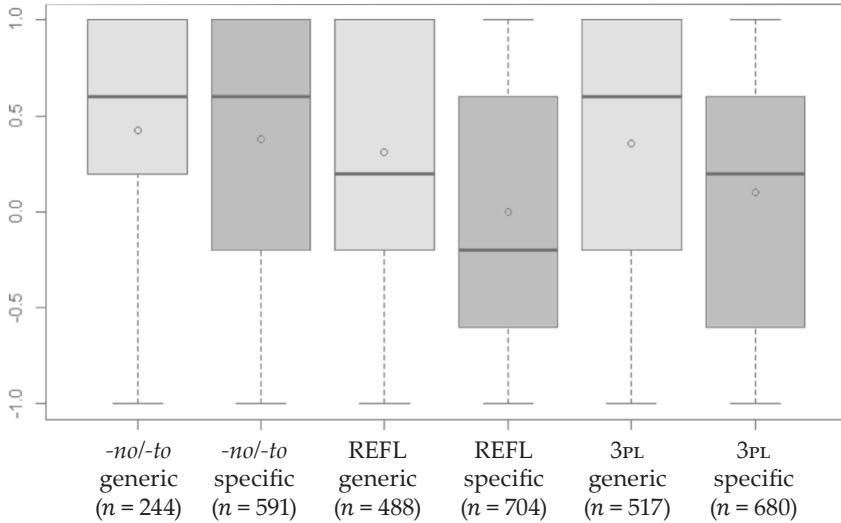 1.0
0.5
0.0
-0.5
-1.0
-no/-to -no/-to REFL REFL 3PL 3PL
generic specific generic specific generic specific
(n = 244) (n = 591) (n = 488) (n = 704) (n = 517) (n = 680)